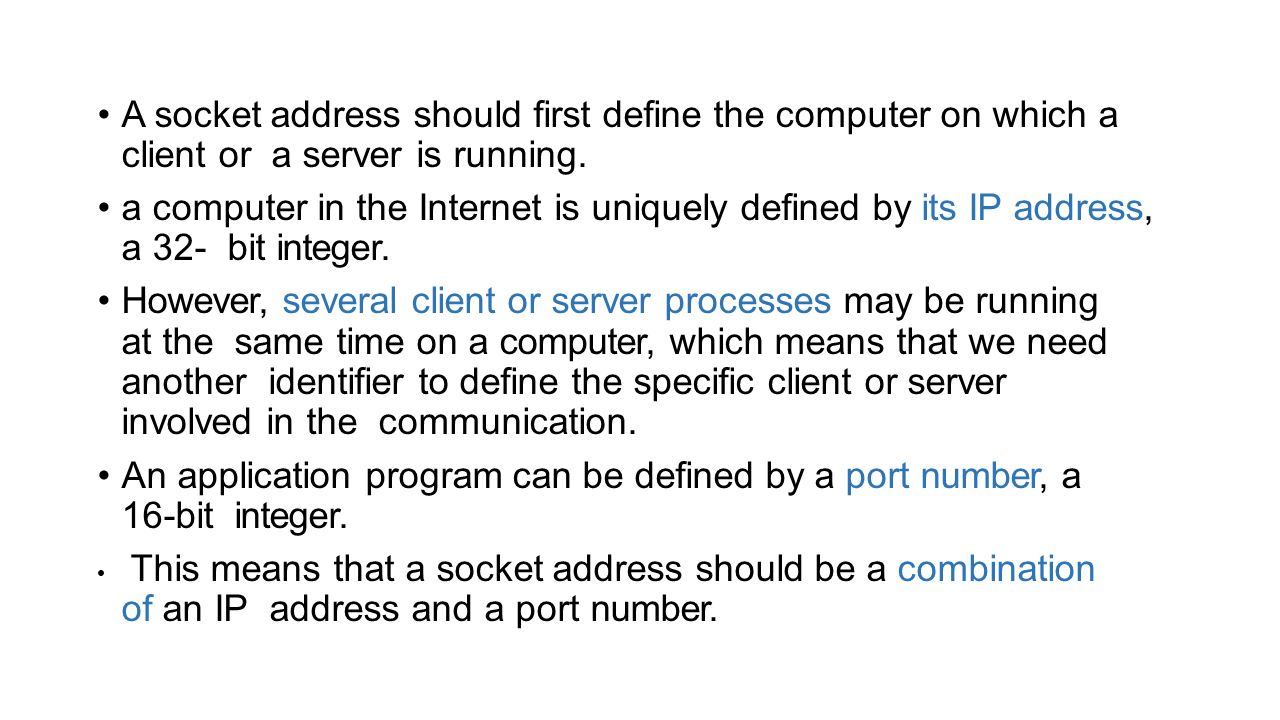 • A socket address should first define the computer on which a
client or  a server is running.
• a computer in the Internet is uniquely defined by its IP address,
a 32-  bit integer.
• However, several client or server processes may be running
at the  same time on a computer, which means that we need
another  identifier to define the specific client or server
involved in the  communication.
• An application program can be defined by a port number, a
16-bit  integer.
•  This means that a socket address should be a combination
of an IP  address and a port number.